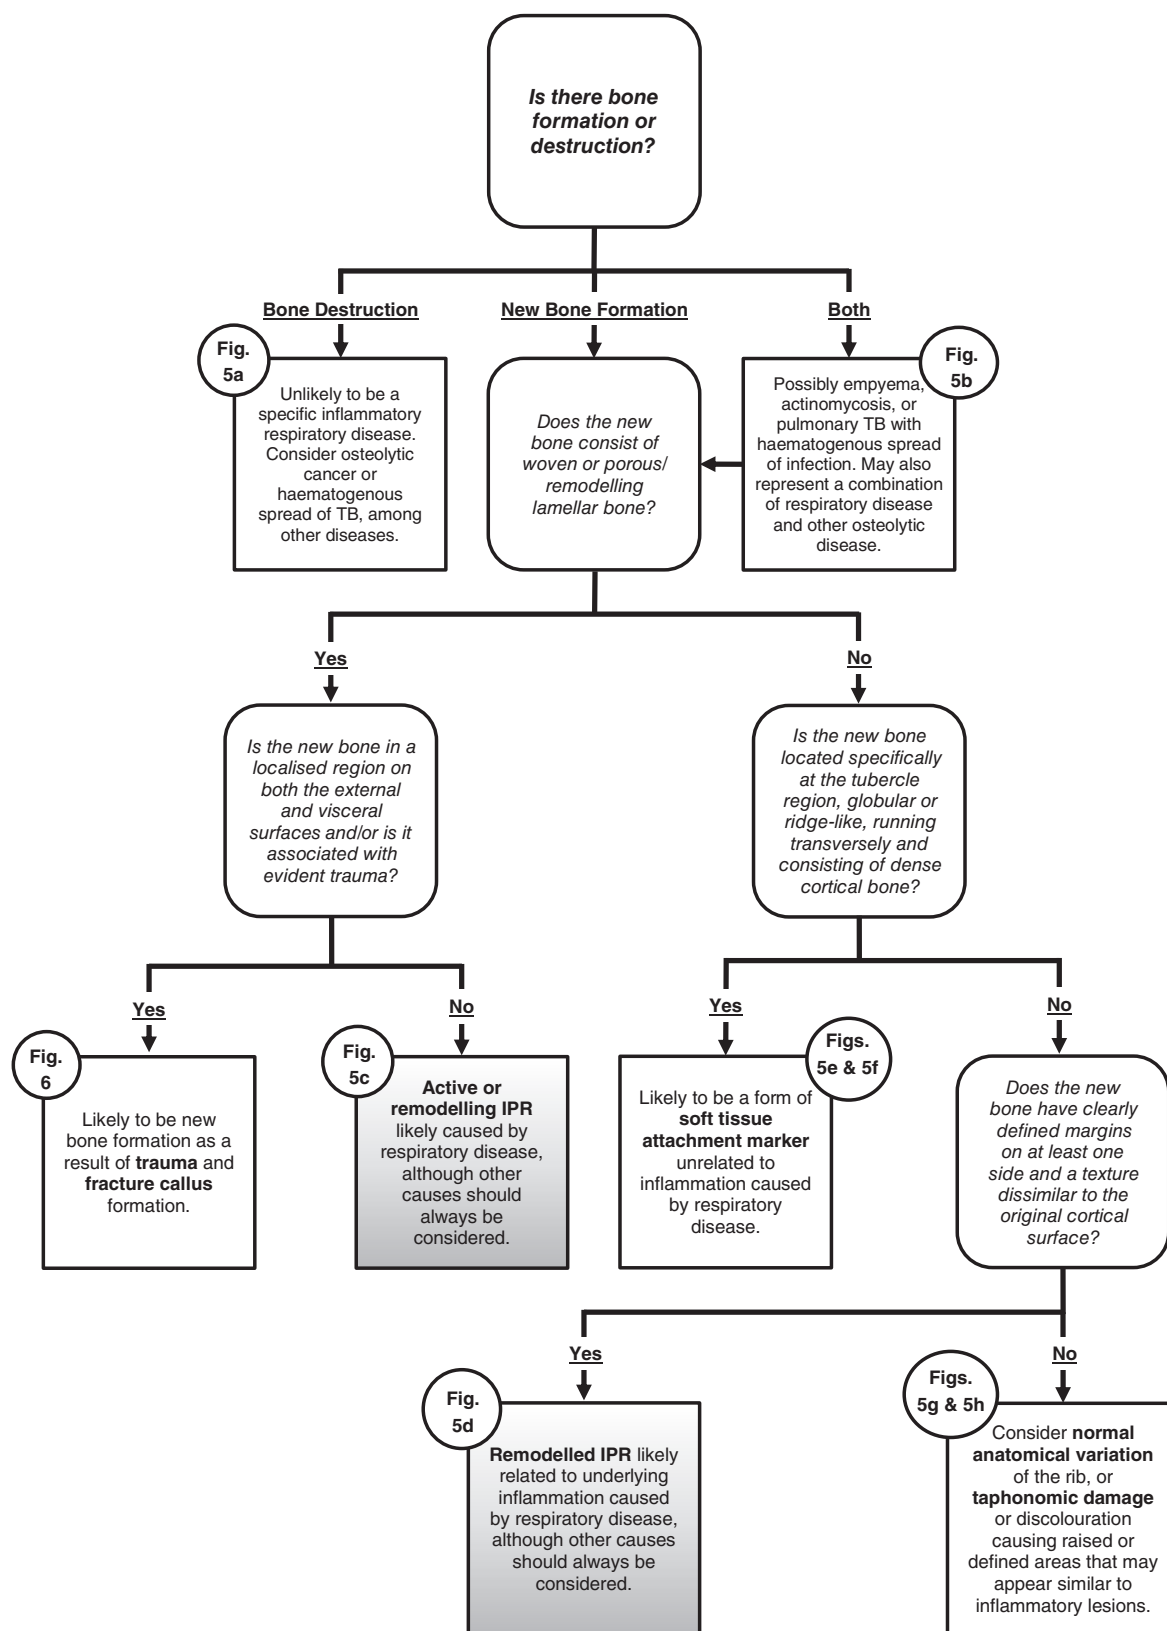 Is there bone
formation or
destruction?
Bone Destruction
New Bone Formation
Both
Fig.
5a
Unlikely to be a
specific inflammatory
respiratory disease.
Consider osteolytic
cancer or
haematogenous
spread of TB, among
other diseases.
Does the new
bone consist of
woven or porous/
remodelling
lamellar bone?
Fig.
5b
Possibly empyema,
actinomycosis, or
pulmonary TB with
haematogenous spread
of infection. May also
represent a combination
of respiratory disease
and other osteolytic
disease.
Yes
No
Is the new bone in a
localised region on
both the external
and visceral
surfaces and/or is it
associated with
evident trauma?
Is the new bone
located specifically
at the tubercle
region, globular or
ridge-like, running
transversely and
consisting of dense
cortical bone?
Yes
No
Yes
No
Fig.
6
Likely to be new
bone formation as a
result of trauma and
fracture callus
formation.
Fig.
5c
Active or
remodelling IPR
likely caused by
respiratory disease,
although other
causes should
always be
considered.
Figs.
5e & 5f
Likely to be a form of
soft tissue
attachment marker
unrelated to
inflammation caused
by respiratory
disease.
Does the new
bone have clearly
defined margins
on at least one
side and a texture
dissimilar to the
original cortical
surface?
Yes
No
Fig.
5d
Remodelled IPR likely
related to underlying
inflammation caused
by respiratory disease,
although other causes
should always be
considered.
Figs.
5g & 5h
Consider normal
anatomical variation
of the rib, or
taphonomic damage
or discolouration
causing raised or
defined areas that may
appear similar to
inflammatory lesions.